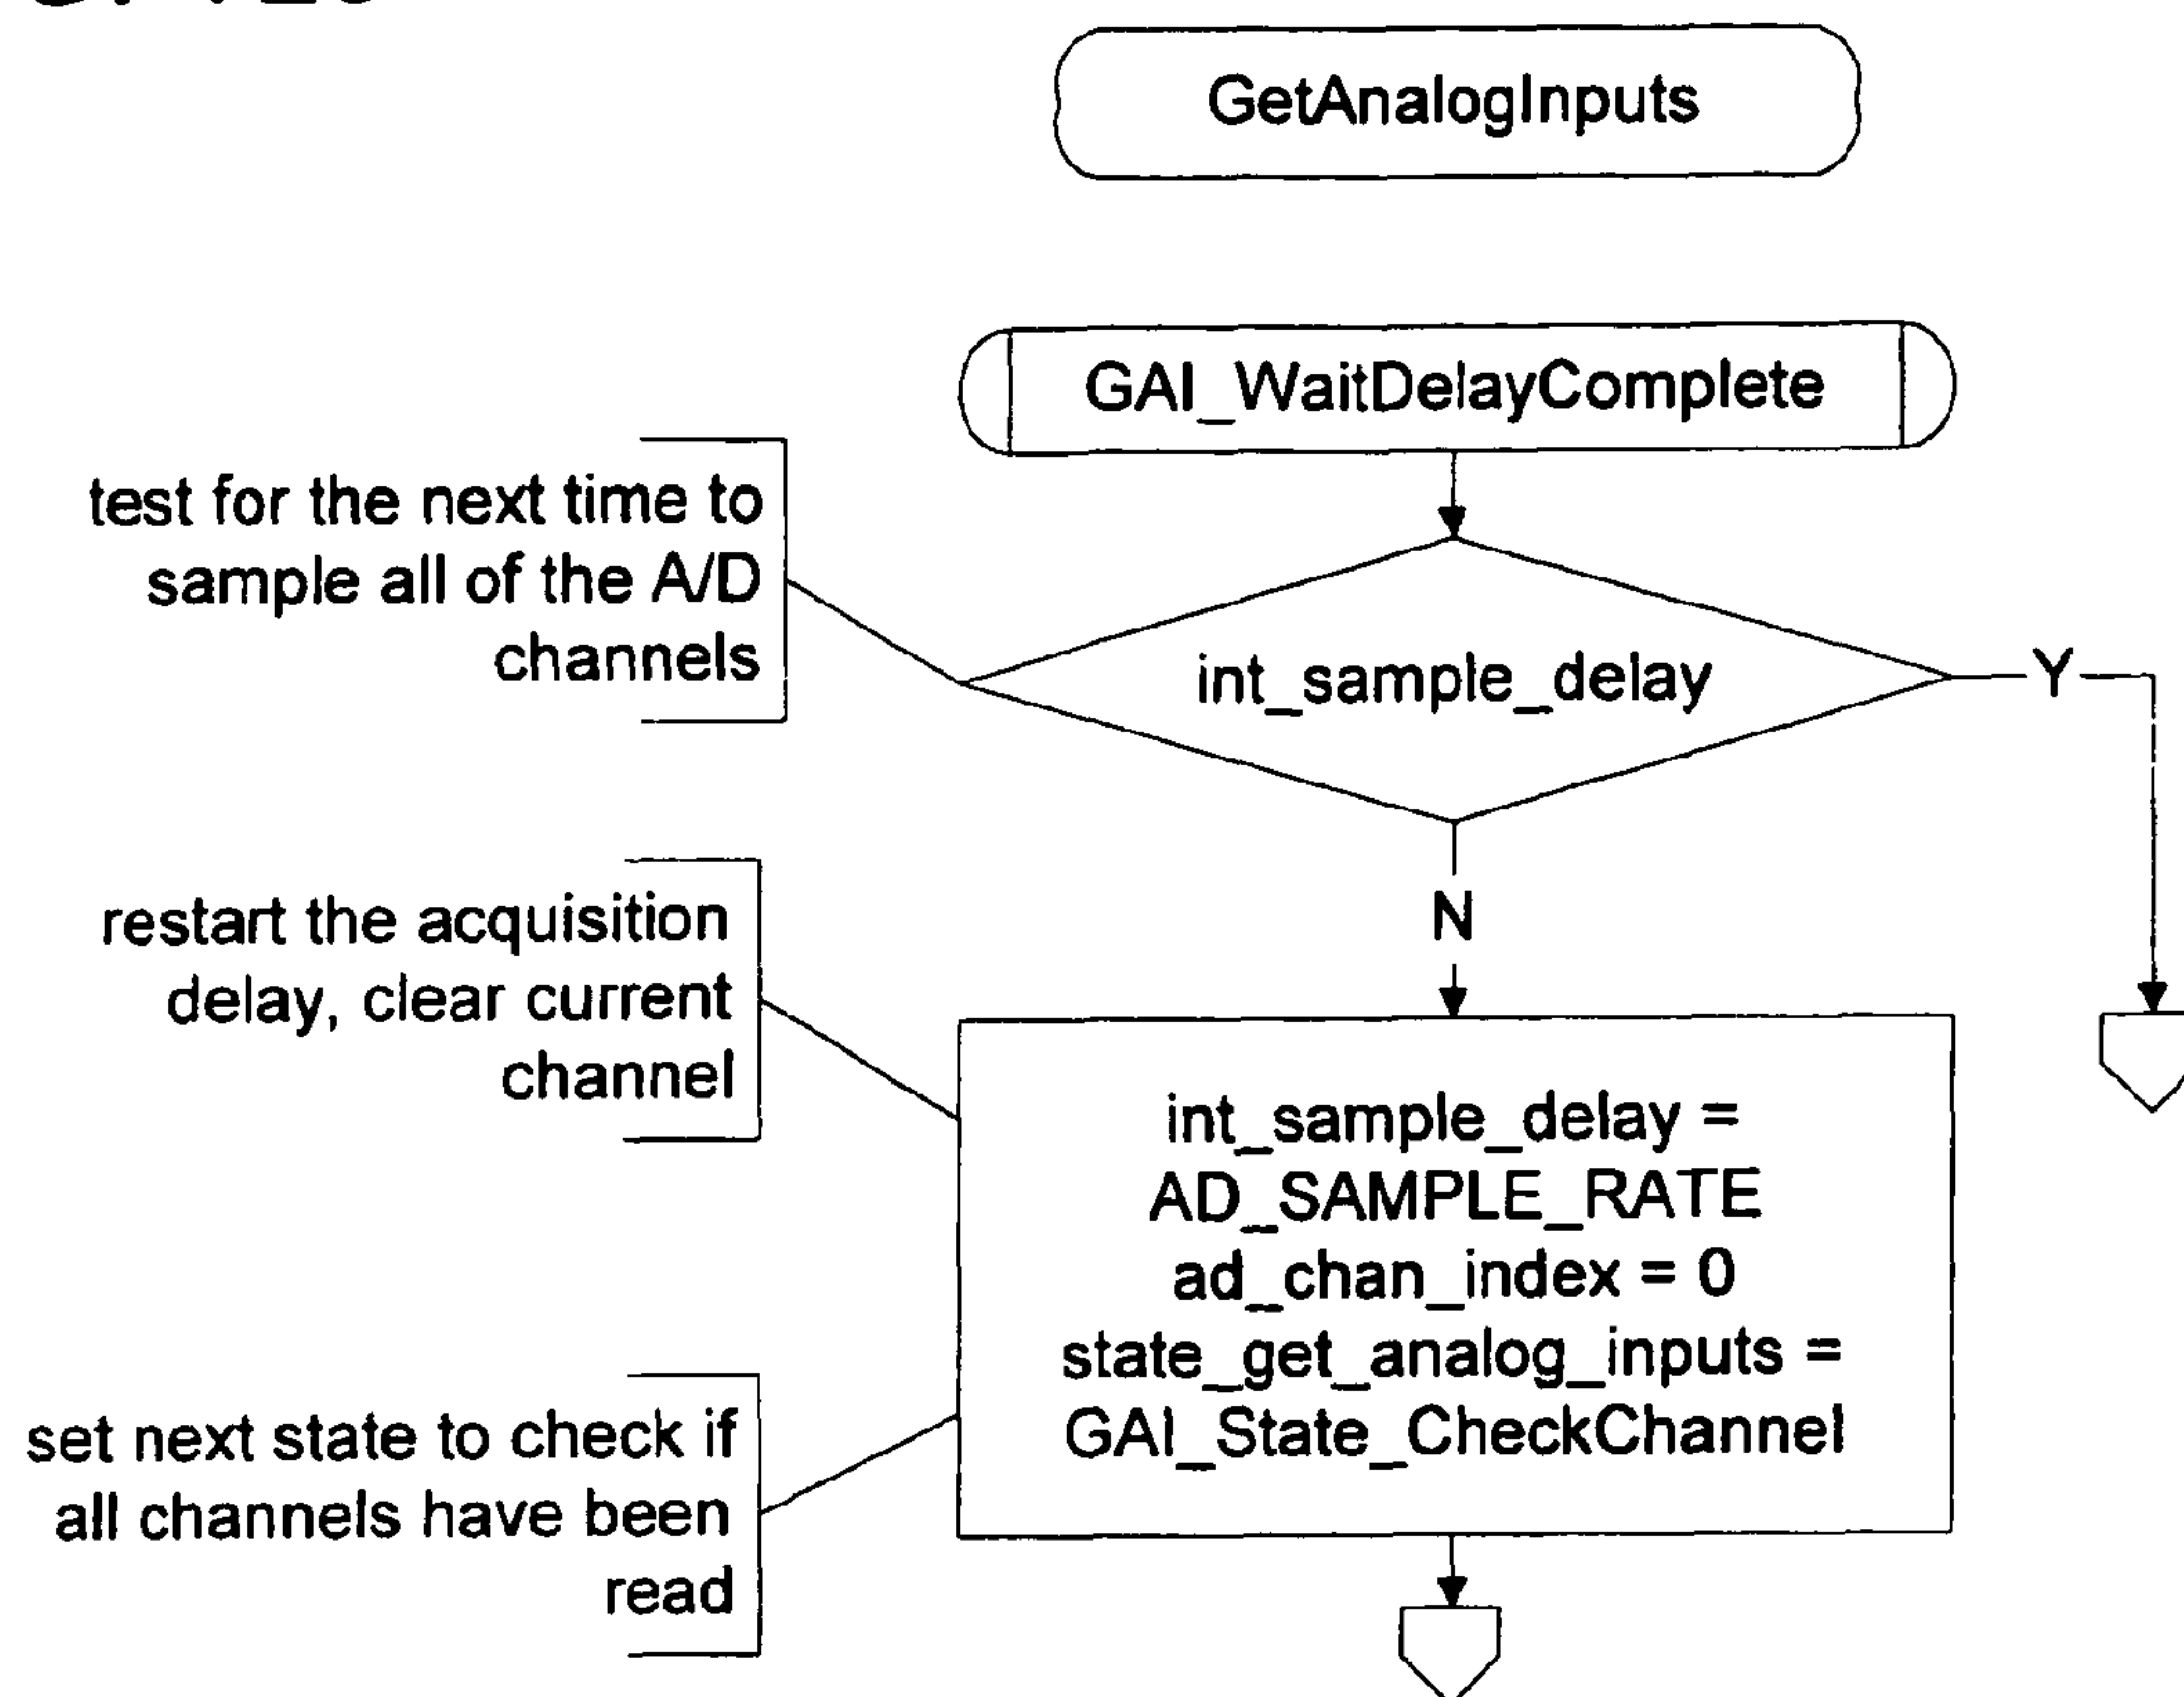 GetAnalogInputs
GAI_WaitDelayComplete
test for the next time to
sample all of the A/D
channels
int_sample_delay
Y
N
restart the acquisition
delay, clear current
channel
int_sample_delay =
AD_SAMPLE_RATE
ad_chan_index = 0
state_get_analog_inputs =
GAI_State_CheckChannel
set next state to check if
all channels have been
read